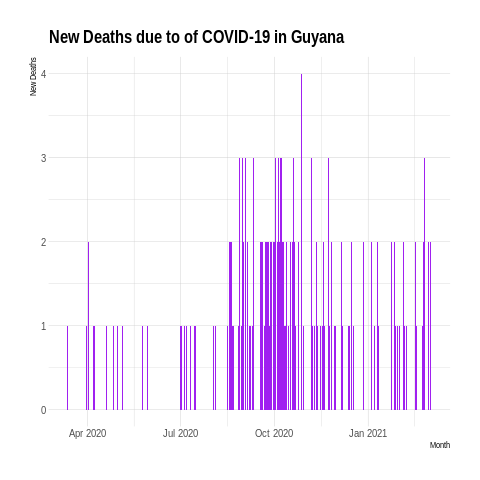 New Deaths due to of COVID-19 in Guyana
New Deaths
4
3
2
1
0
Apr 2020 Jul 2020 Oct 2020 Jan 2021
Month